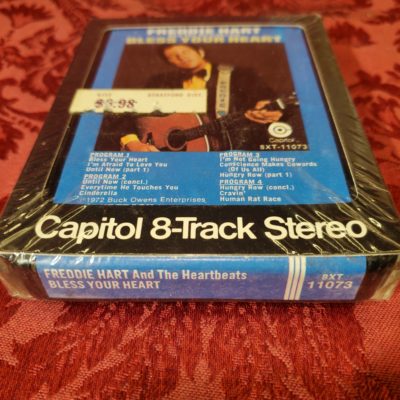 FREDDIE HART
BLESS YOUR HEART
STRATFORD GIFT
$3.98
Capitol
8XT-11073
PROGRAM 1
Bless Your Heart
I'm Afraid To Love You
Until Now (part 1)
PROGRAM 2
Until Now (concl.)
Everytime He Touches You
Cinderella
1972 Buck Owens Enterprises
PROGRAM 3
I'm Not Going Hungry
Conscience Makes Cowards
(Of Us All)
Hungry Now (part 1)
PROGRAM 4
Hungry Now (concl.)
Cravin'
Human Rat Race
Capitol 8-Track Stereo
FREDDIE HART And The Heartbeats
BLESS YOUR HEART
8XT
11073